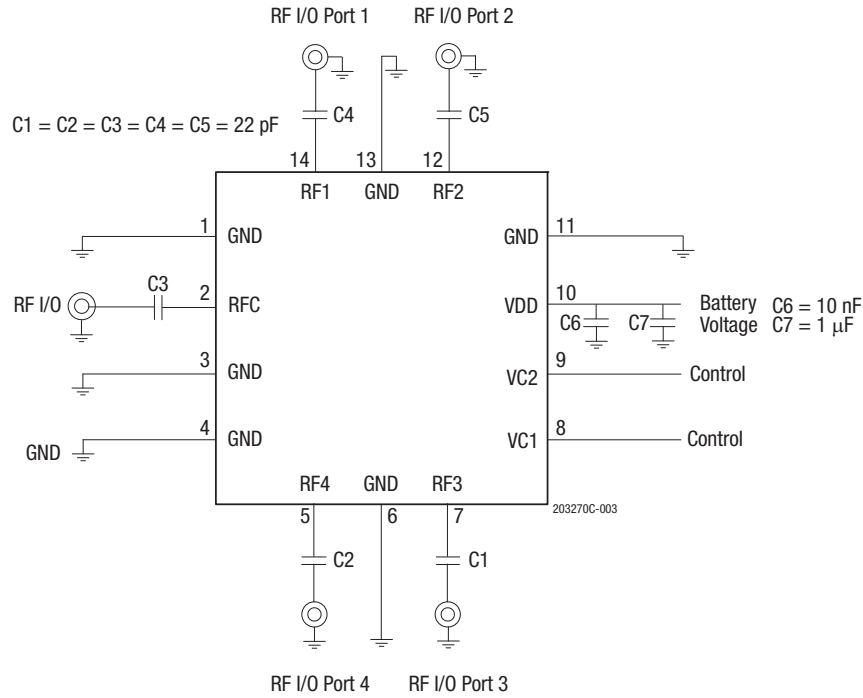 RF I/O Port 1 RF I/O Port 2
C4 C5
C1 = C2 = C3 = C4 = C5 = 22 pF
14 13 12
RF1 GND RF2
1 GND GND 11
C3
RF I/O 2 RFC VDD 10 Battery C6 = 10 nF
C6 C7 Voltage C7 = 1 μF
3 GND VC2 9 Control
GND 4 GND VC1 8 Control
RF4 GND RF3
5 6 7
203270C-003
C2 C1
RF I/O Port 4 RF I/O Port 3